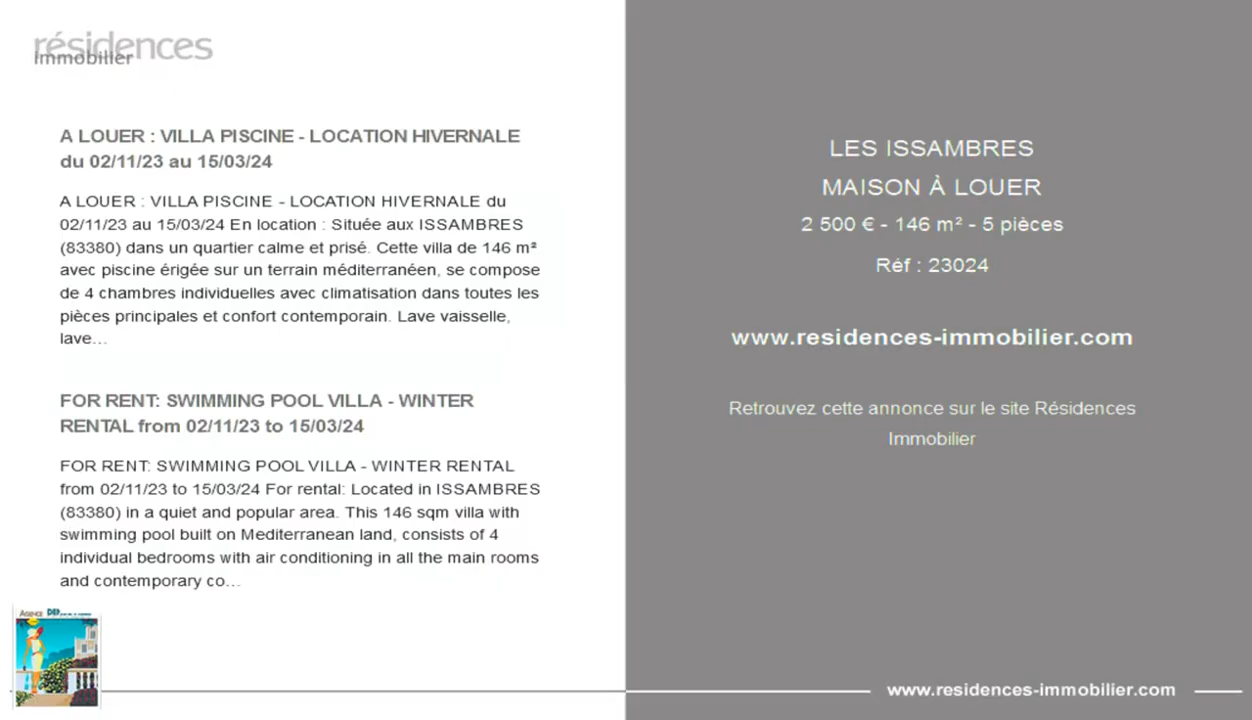 résidences
Immobilier
A LOUER : VILLA PISCINE - LOCATION HIVERNALE
du 02/11/23 au 15/03/24
A LOUER : VILLA PISCINE - LOCATION HIVERNALE du
02/11/23 au 15/03/24 En location : Située aux ISSAMBRES
(83380) dans un quartier calme et prisé. Cette villa de 146 m²
avec piscine érigée sur un terrain méditerranéen, se compose
de 4 chambres individuelles avec climatisation dans toutes les
pièces principales et confort contemporain. Lave vaisselle,
lave...
FOR RENT: SWIMMING POOL VILLA - WINTER
RENTAL from 02/11/23 to 15/03/24
FOR RENT: SWIMMING POOL VILLA - WINTER RENTAL
from 02/11/23 to 15/03/24 For rental: Located in ISSAMBRES
(83380) in a quiet and popular area. This 146 sqm villa with
swimming pool built on Mediterranean land, consists of 4
individual bedrooms with air conditioning in all the main rooms
and contemporary co...
AGENCE
LES ISSAMBRES
MAISON À LOUER
2 500 € - 146 m² - 5 pièces
Réf : 23024
www.residences-immobilier.com
Retrouvez cette annonce sur le site Résidences
Immobilier
www.residences-immobilier.com